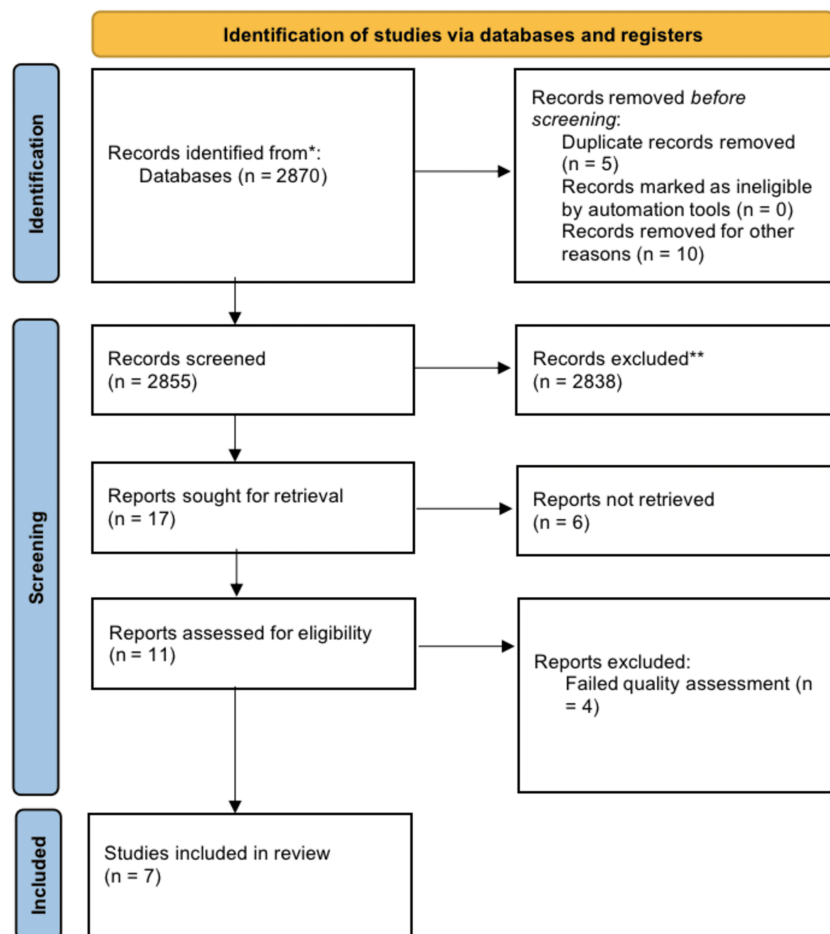 Identification of studies via databases and registers
Identification
Records identified from*:
Databases (n = 2870)
Records removed before
screening:
Duplicate records removed
(n = 5)
Records marked as ineligible
by automation tools (n = 0)
Records removed for other
reasons (n = 10)
Screening
Records screened
(n = 2855)
Records excluded**
(n = 2838)
Reports sought for retrieval
(n = 17)
Reports not retrieved
(n = 6)
Reports assessed for eligibility
(n = 11)
Reports excluded:
Failed quality assessment (n
= 4)
Included
Studies included in review
(n = 7)